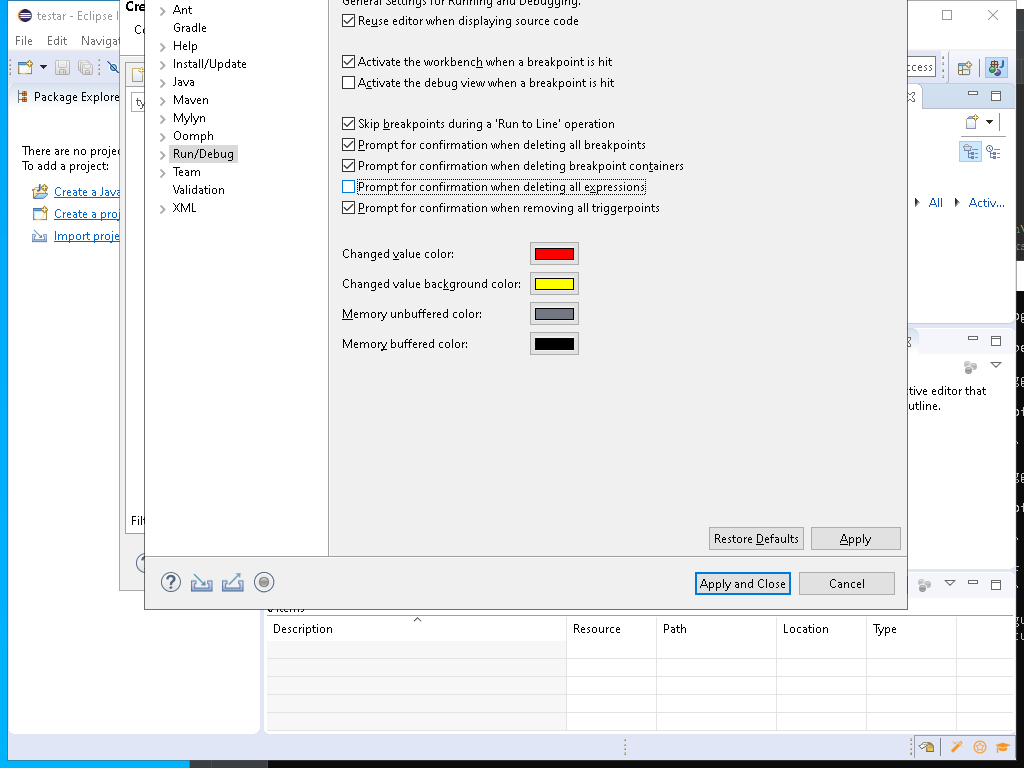 testar - Eclipse I
File Edit Navigat
Package Explore
There are no projec
To add a project:
Create a Java
Create a proj
Import proje
Cre
Ant
Gradle
Help
Install/Update
Java
Maven
Mylyn
Oomph
Run/Debug
Team
Validation
XML
General Settings for Running and Debugging.
Reuse editor when displaying source code
Activate the workbench when a breakpoint is hit
Activate the debug view when a breakpoint is hit
Skip breakpoints during a 'Run to Line' operation
Prompt for confirmation when deleting all breakpoints
Prompt for confirmation when deleting breakpoint containers
Prompt for confirmation when deleting all expressions
Prompt for confirmation when removing all triggerpoints
Changed value color:
Changed value background color:
Memory unbuffered color:
Memory buffered color:
Restore Defaults
Apply
Apply and Close
Cancel
ccess
All
Activ...
ctive editor that
utline.
Filt
Description Resource Path Location Type